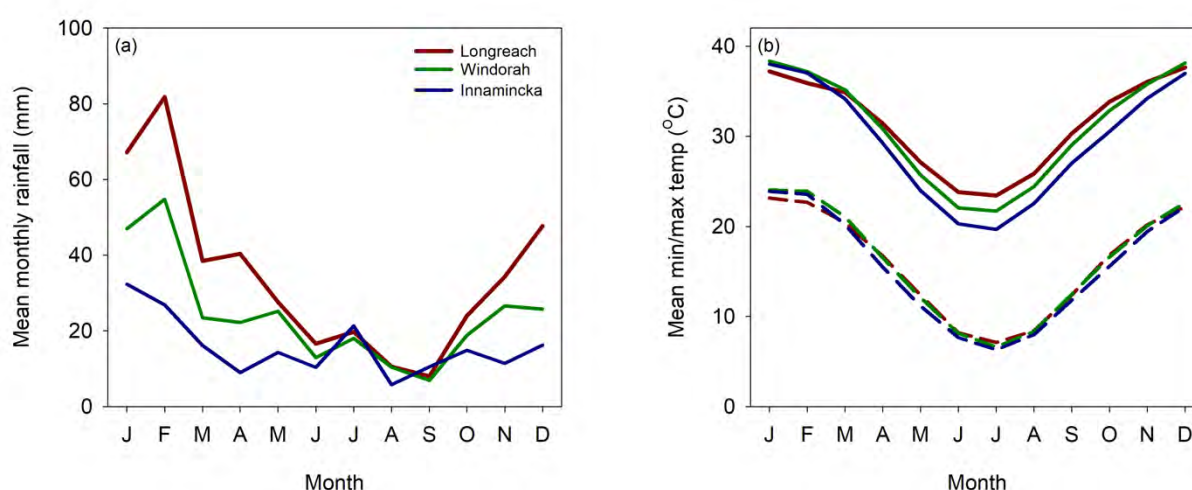 (a)
Longreach
Windorah
Innamincka
Mean monthly rainfall (mm)
100
80
60
40
20
0
J F M A M J J A S O N D
Month
(b)
Mean min/max temp (°C)
40
30
20
10
0
J F M A M J J A S O N D
Month